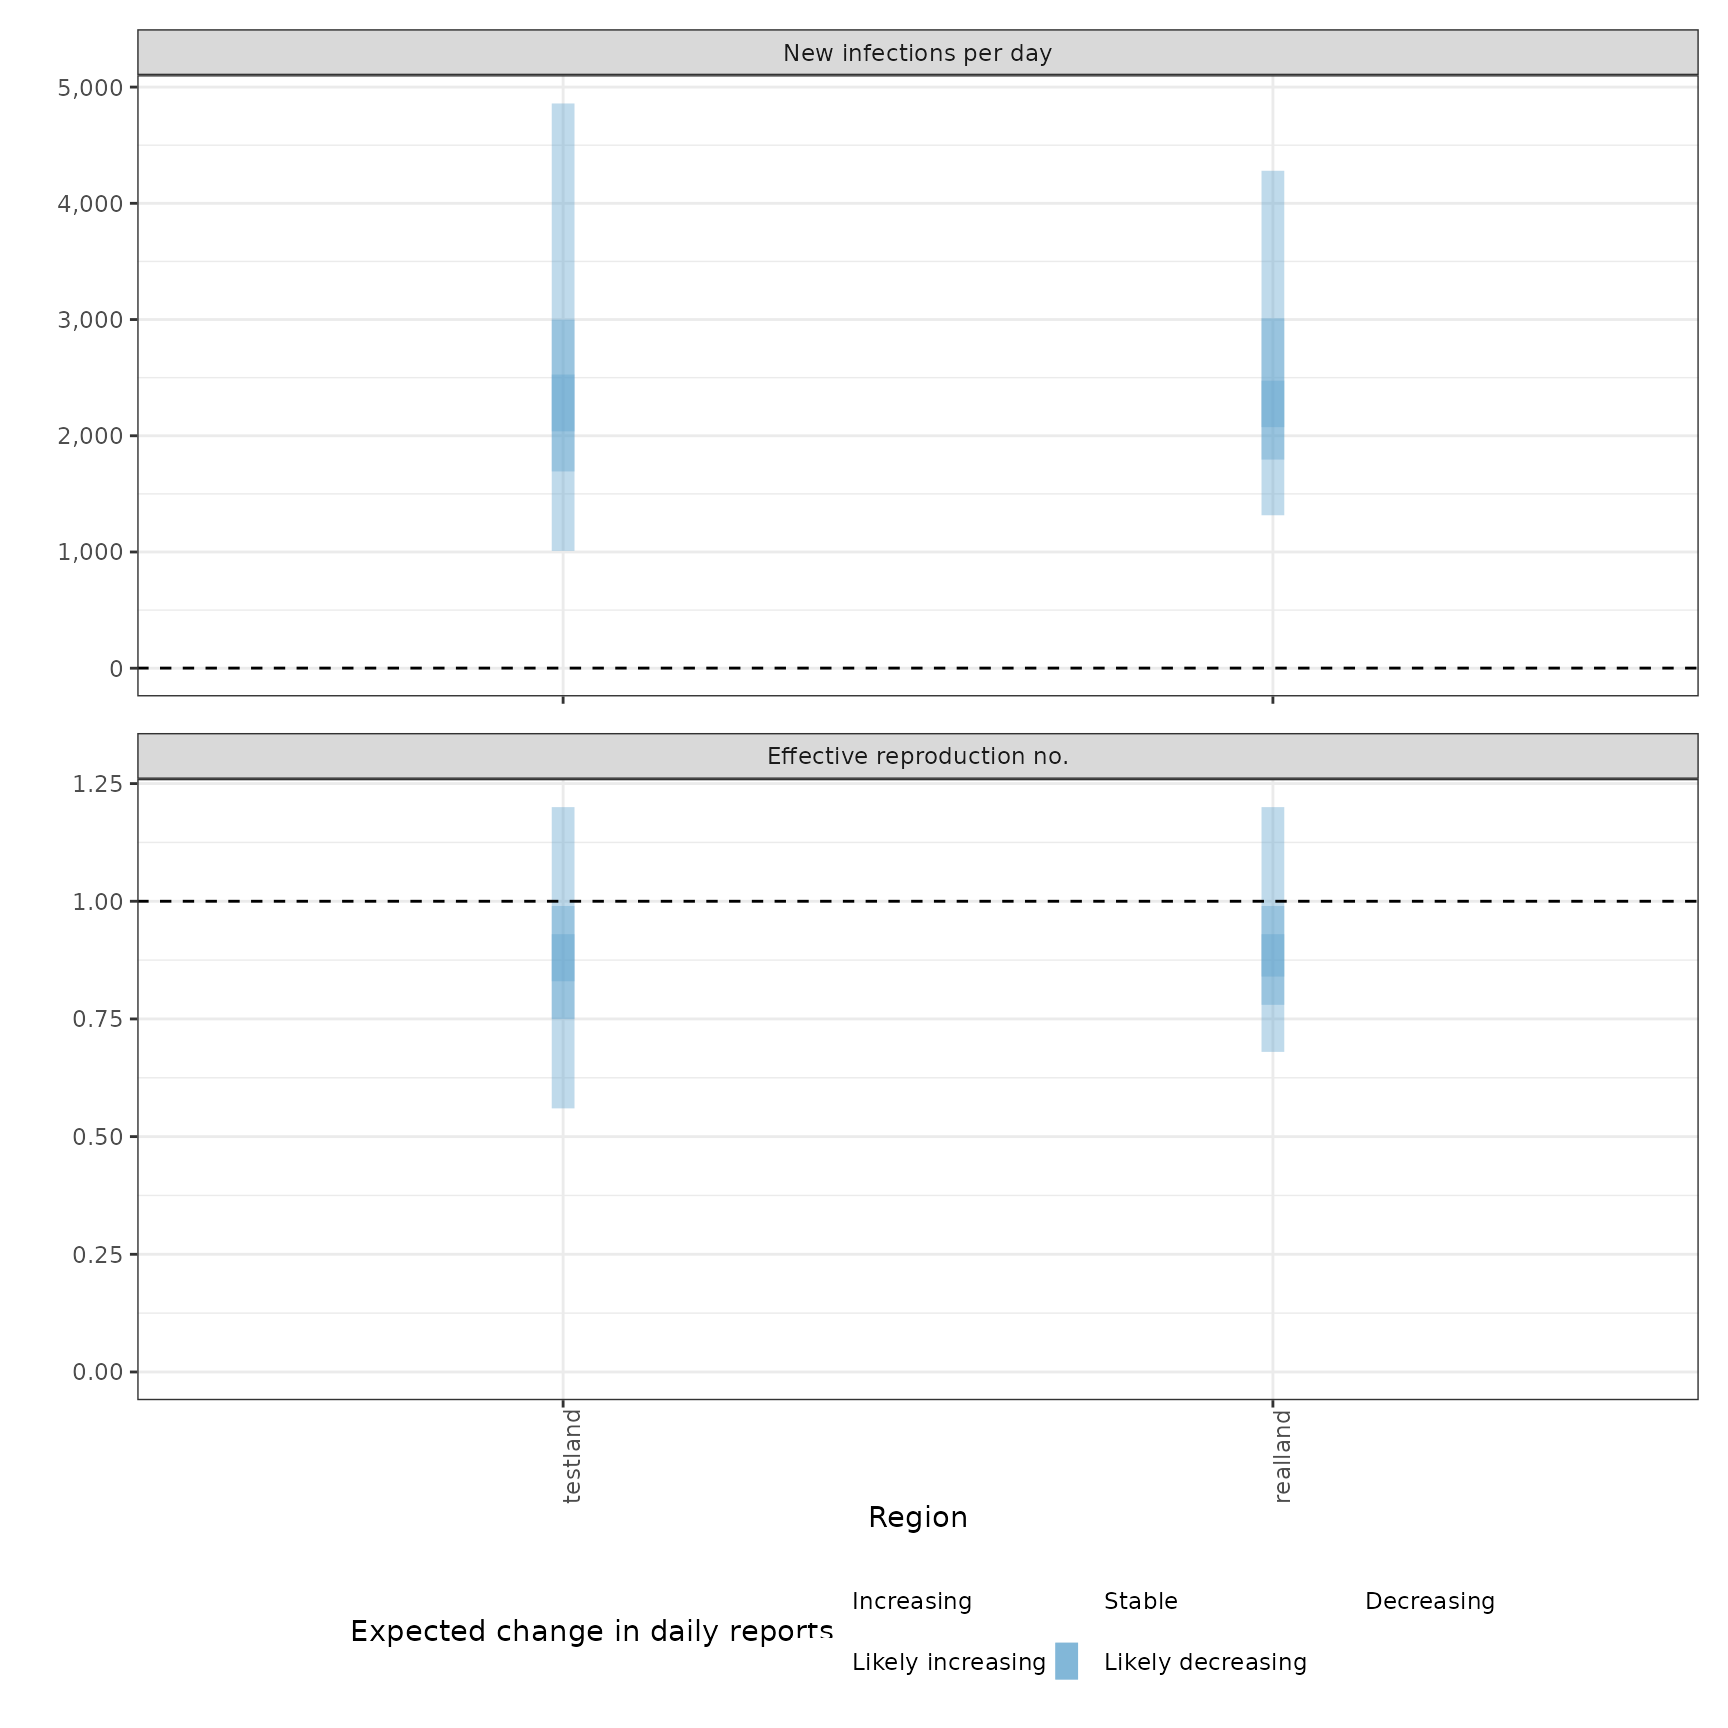 New infections per day
5,000
4,000
3,000
2,000
1,000
0
Effective reproduction no.
1.25
1.00
0.75
0.50
0.25
0.00
testland
realland
Region
Expected change in daily reports
Increasing
Stable
Decreasing
Likely increasing
Likely decreasing